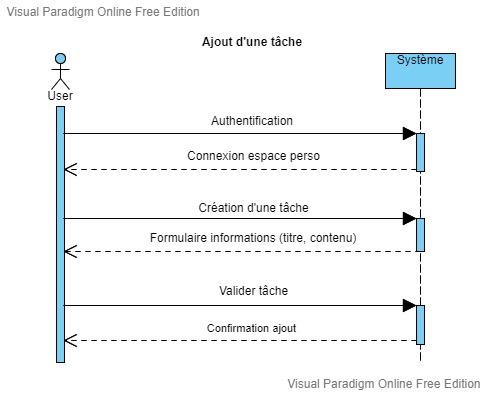 Visual Paradigm Online Free Edition
Ajout d'une tâche
Système
User
Authentification
Connexion espace perso
Création d'une tâche
Formulaire informations (titre, contenu)
Valider tâche
Confirmation ajout
Visual Paradigm Online Free Edition